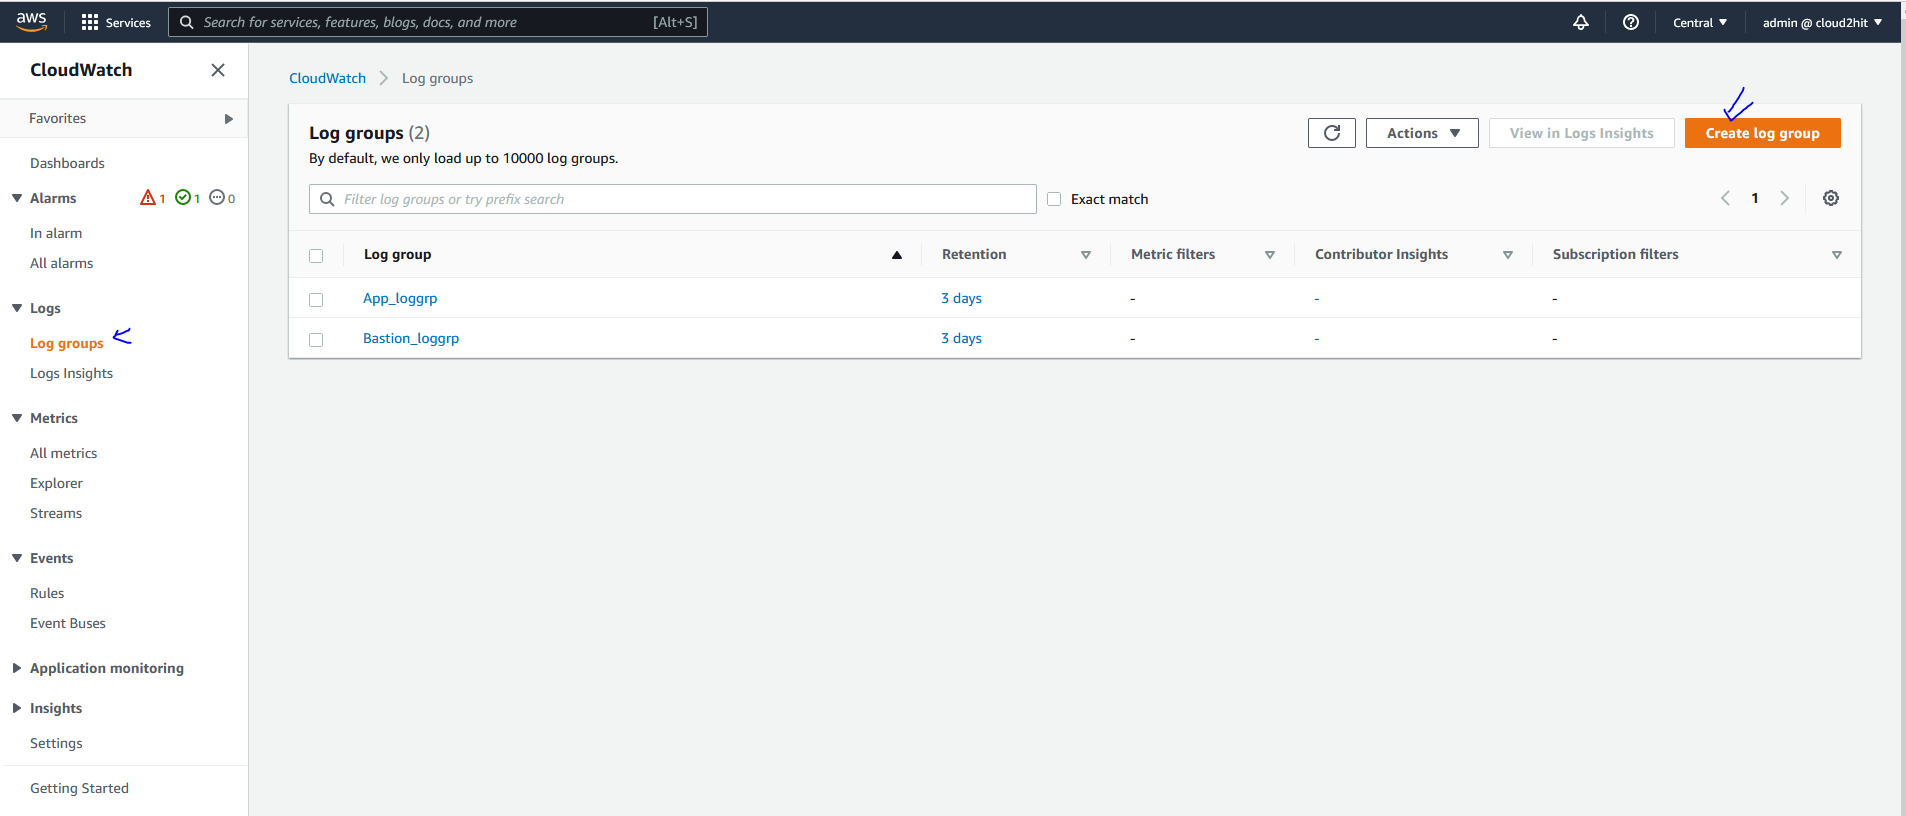 aws Services Search for services, features, blogs, docs, and more [Alt+S] Central admin @ cloud2hit
CloudWatch
Favorites
Dashboards
Alarms 1 1 0
In alarm
All alarms
Logs
Log groups
Logs Insights
Metrics
All metrics
Explorer
Streams
Events
Rules
Event Buses
Application monitoring
Insights
Settings
Getting Started
CloudWatch Log groups
Log groups (2) Actions View in Logs Insights Create log group
By default, we only load up to 10000 log groups.
Filter log groups or try prefix search Exact match 1
Log group Retention Metric filters Contributor Insights Subscription filters
App_loggrp 3 days - - -
Bastion_loggrp 3 days - - -